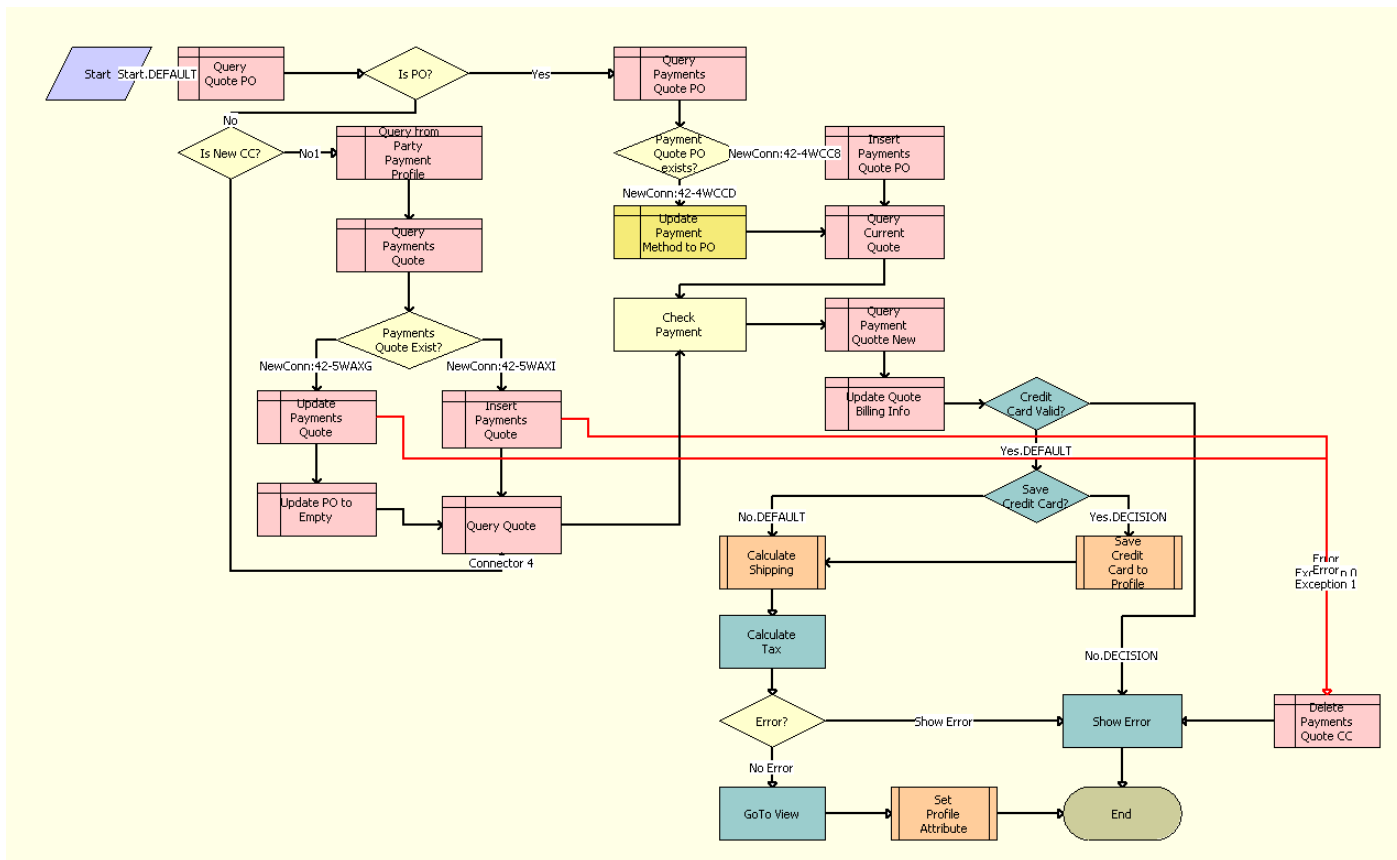 Start
Start.DEFAULT
Query
Quote PO
Is PO?
Yes
Query
Payments
Quote PO
No
Is New CC?
No1
Query from
Party
Payment
Profile
Payment
Quote PO
exists?
NewConn:42-4WCC8
Insert
Payments
Quote PO
NewConn:42-4WCCD
Query
Payments
Quote
Update
Payment
Method to PO
Query
Current
Quote
Payments
Quote Exist?
Check
Payment
Query
Payment
Quotte New
NewConn:42-5WAXG
NewConn:42-5WAXI
Update
Payments
Quote
Insert
Payments
Quote
Update Quote
Billing Info
Credit
Card Valid?
Yes.DEFAULT
Update PO to
Empty
Query Quote
Connector 4
Save
Credit Card?
No.DEFAULT
Yes.DECISION
Calculate
Shipping
Save
Credit
Card to
Profile
Error
Error
Exception 1
Calculate
Tax
No.DECISION
Error?
Show Error
Show Error
Delete
Payments
Quote CC
No Error
GoTo View
Set
Profile
Attribute
End